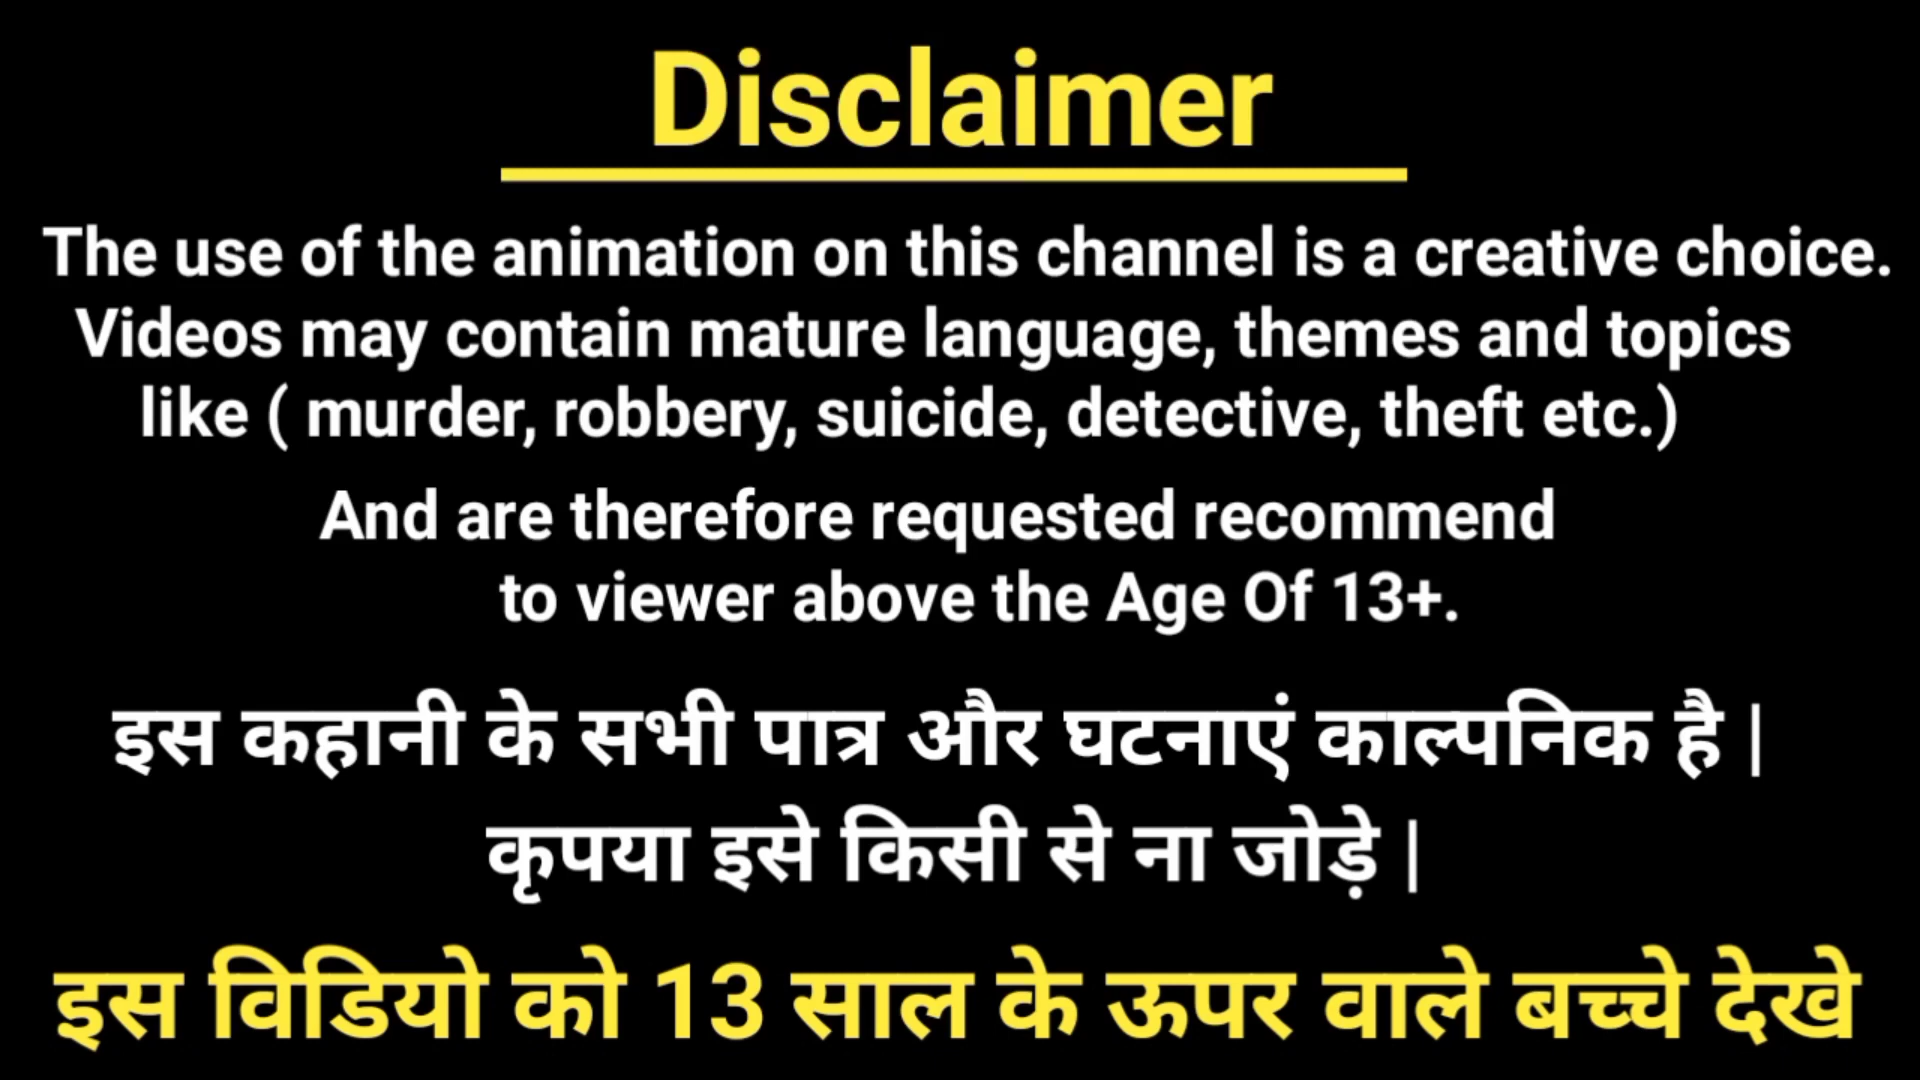 Disclaimer
The use of the animation on this channel is a creative choice.
Videos may contain mature language, themes and topics
like ( murder, robbery, suicide, detective, theft etc.)
And are therefore requested recommend
to viewer above the Age Of 13+.
इस कहानी के सभी पात्र और घटनाएं काल्पनिक है |
कृपया इसे किसी से ना जोड़े |
इस विडियो को 13 साल के ऊपर वाले बच्चे देखे